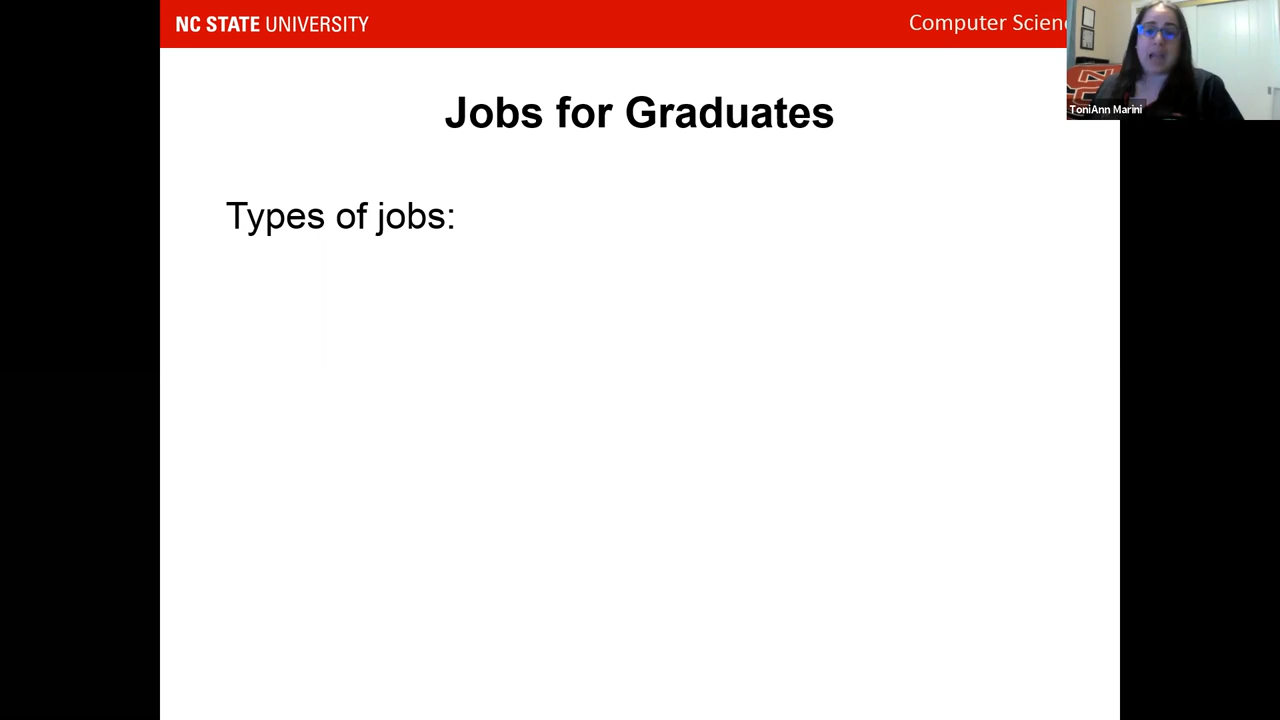 NC STATE UNIVERSITY
Computer Scien
ToniAnn Marini
Jobs for Graduates
Types of jobs: